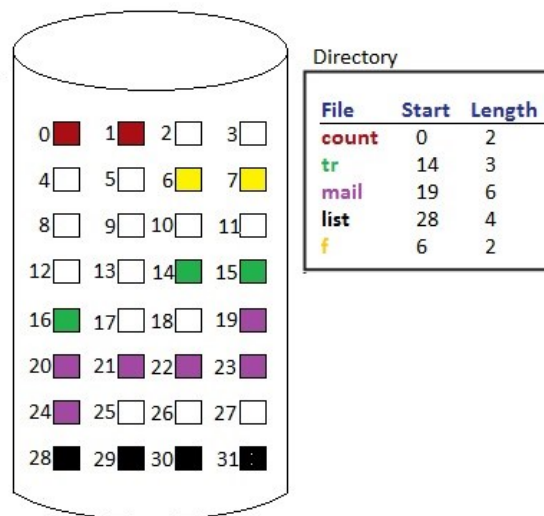 Directory
File Start Length
count 0 2
tr 14 3
mail 19 6
list 28 4
f 6 2
0 1 2 3
4 5 6 7
8 9 10 11
12 13 14 15
16 17 18 19
20 21 22 23
24 25 26 27
28 29 30 31